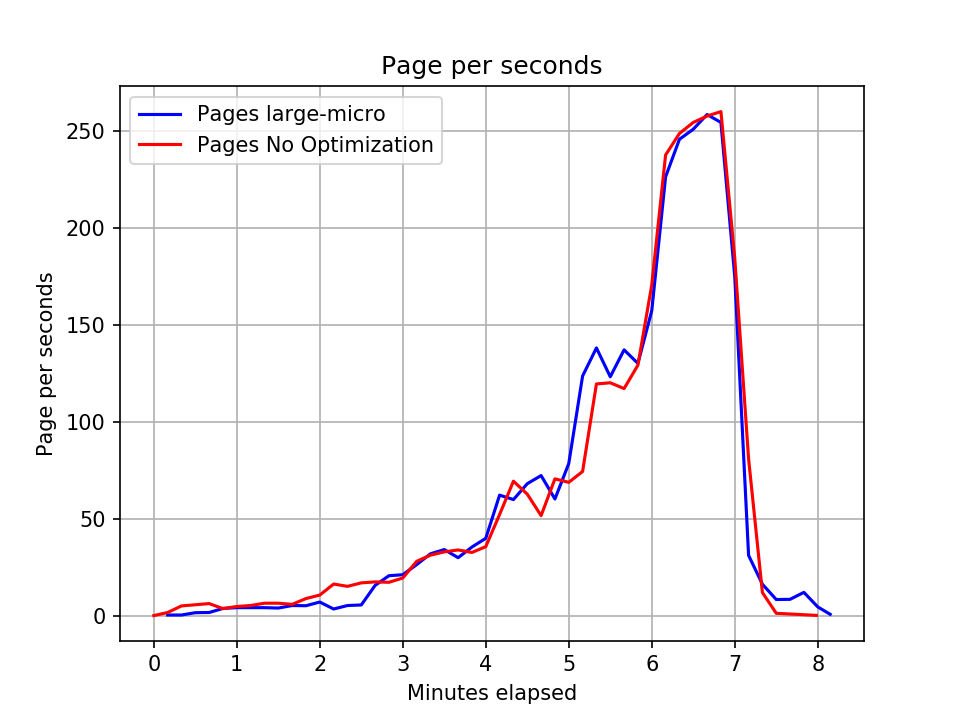 Page per seconds
Pages large-micro
Pages No Optimization
250
200
150
100
50
0
Page per seconds
0 1 2 3 4 5 6 7 8
Minutes elapsed